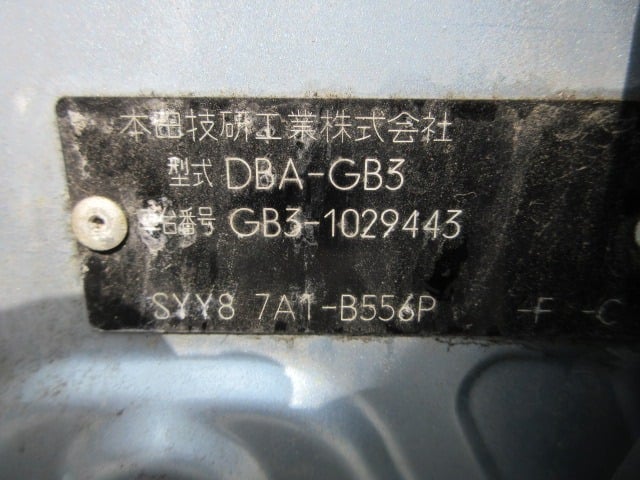 本田技研工業株式会社
型式 DBA-GB3
車台番号 GB3-1029443
SYY8 7A1-B556P -F -C